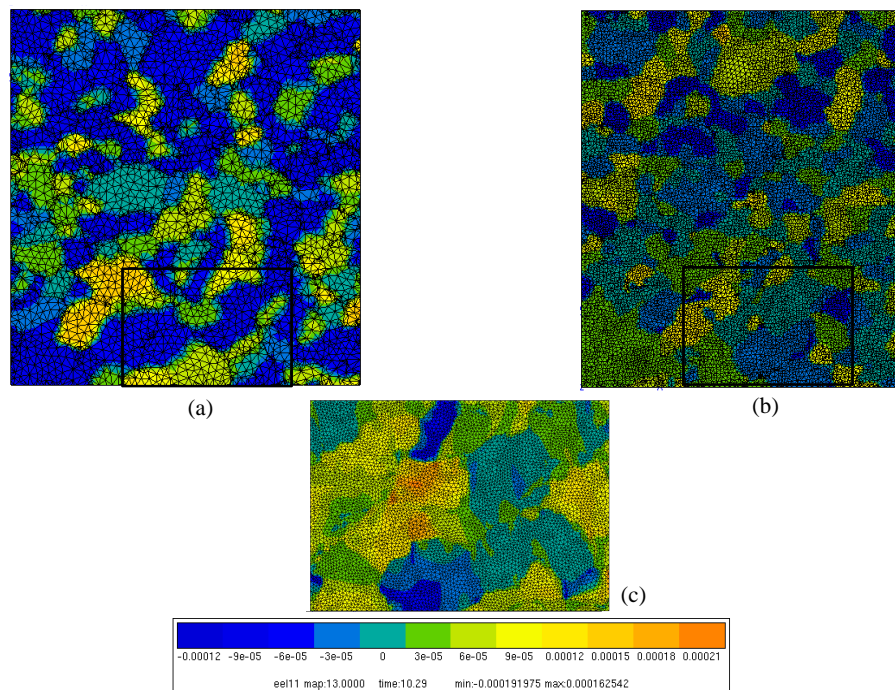 (a)
(b)
(c)
-0.00012 -9e-05 -6e-05 -3e-05 0 3e-05 6e-05 9e-05 0.00012 0.00015 0.00018 0.00021
eel11 map:13.0000 time:10.29 min:-0.000191975 max:0.000162542